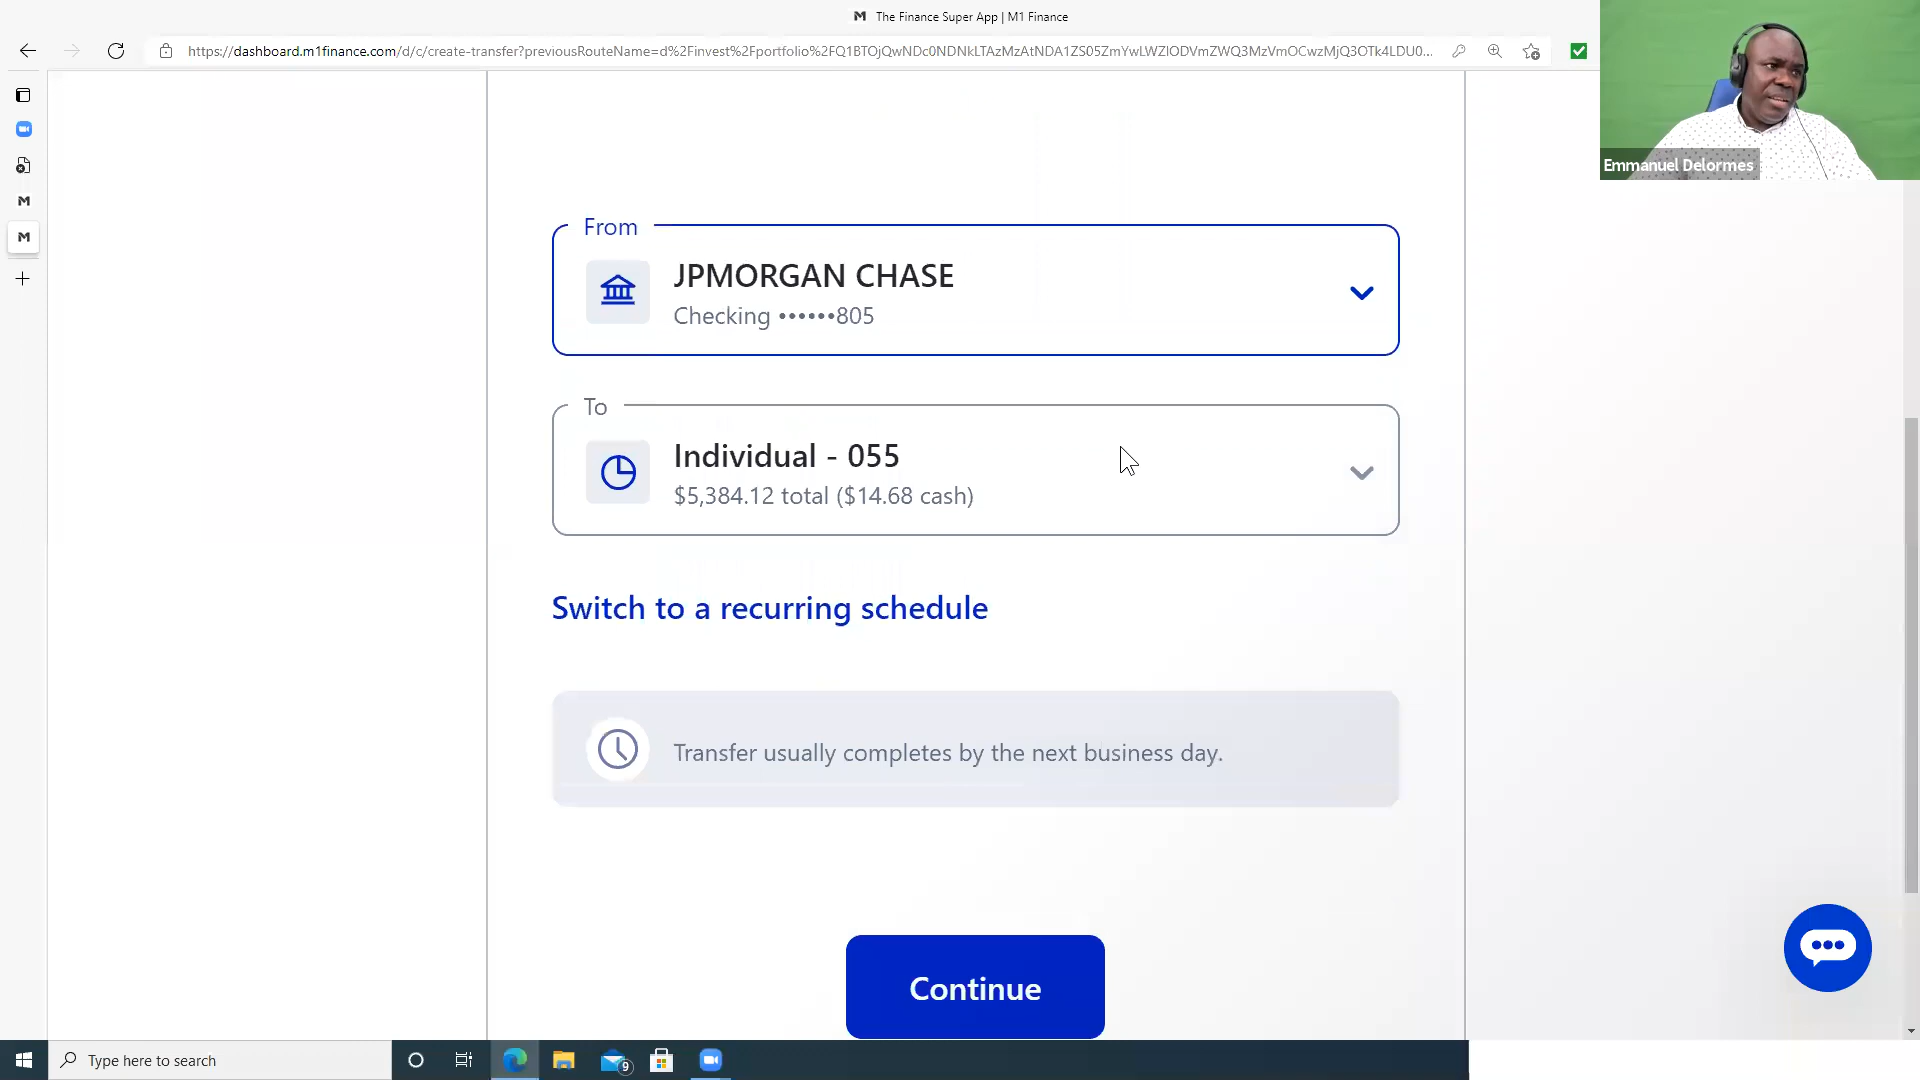 The Finance Super App | M1 Finance
https://dashboard.m1finance.com/d/c/create-transfer?previousRouteName=d%2Finvest%2Fportfolio%2FQ1BTOjQwNDc0NDNkLTAzMzAtNDA1ZS05ZmYwLWZlODVmZWQ3MzVmOCwzMjQ3OTk4LDU0...
Emmanuel Delormes
From
JPMORGAN CHASE
Checking ••••••805
To
Individual - 055
$5,384.12 total ($14.68 cash)
Switch to a recurring schedule
Transfer usually completes by the next business day.
Continue
Type here to search
9